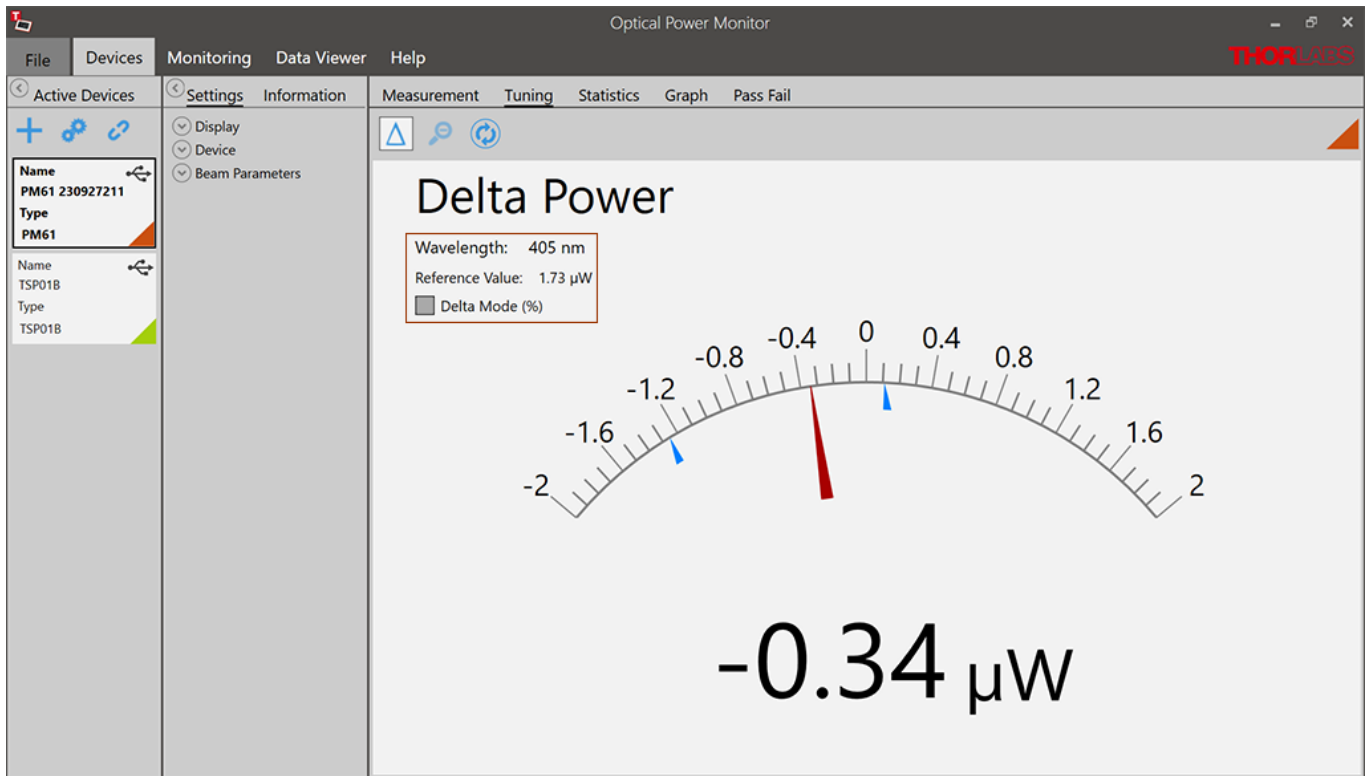 Optical Power Monitor
File Devices Monitoring Data Viewer Help
THORLABS
Active Devices
Settings Information
Measurement Tuning Statistics Graph Pass Fail
Name
PM61 230927211
Type
PM61
Name
TSP01B
Type
TSP01B
Display
Device
Beam Parameters
Delta Power
Wavelength: 405 nm
Reference Value: 1.73 µW
Delta Mode (%)
-2 -1.6 -1.2 -0.8 -0.4 0 0.4 0.8 1.2 1.6 2
-0.34 µW